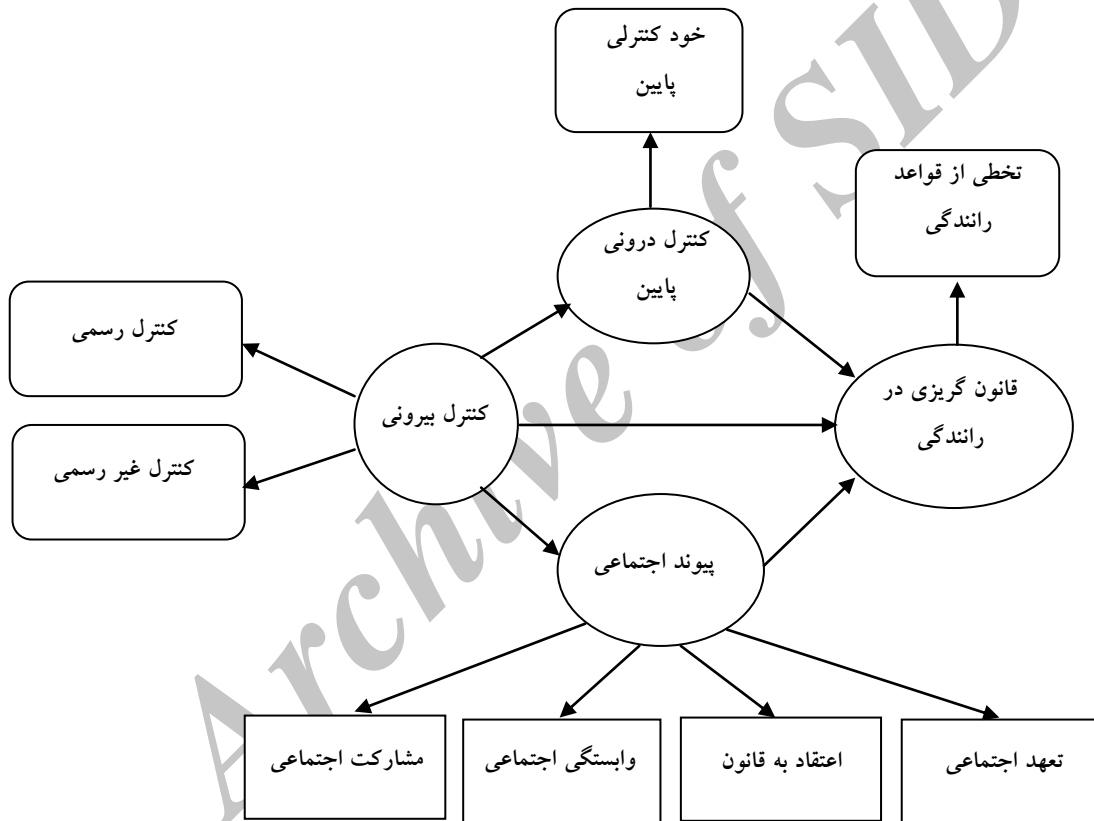 خود کنترلی
پایین
تخطی از قواعد
رانندگی
کنترل درونی
پایین
کنترل رسمی
قانون گریزی در
رانندگی
کنترل بیرونی
کنترل غیر رسمی
پیوند اجتماعی
تعهد اجتماعی
اعتقاد به قانون
وابستگی اجتماعی
مشارکت اجتماعی
Archive of SID